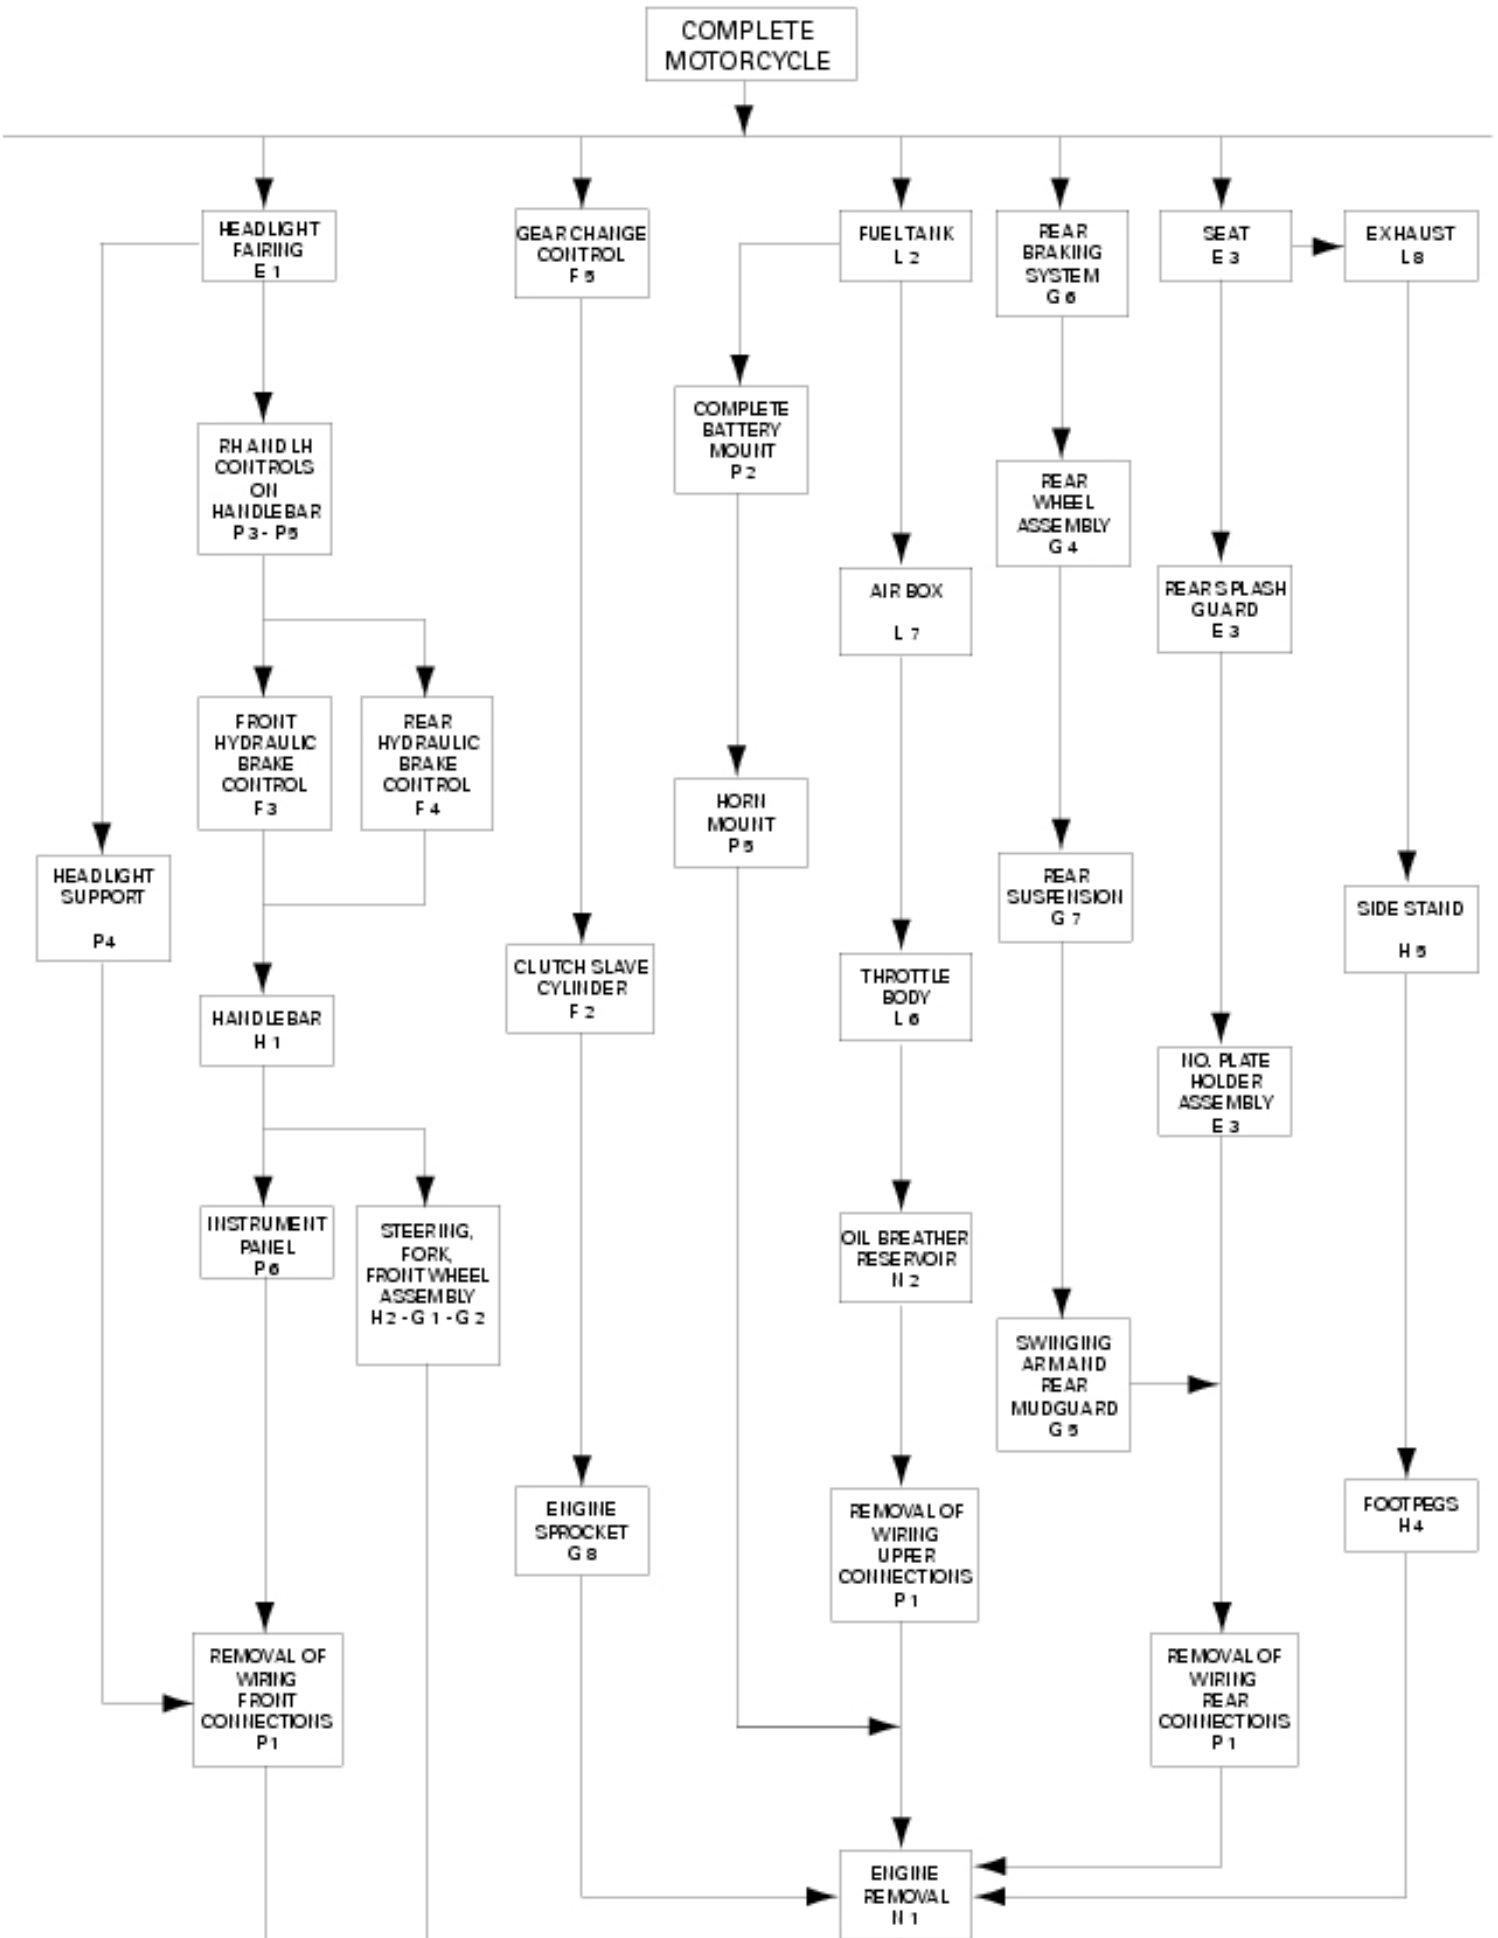 COMPLETE
MOTORCYCLE
HEADLIGHT
FAIRING
E 1
GEAR CHANGE
CONTROL
F 5
FUEL TANK
L 2
REAR
BRAKING
SYSTEM
G 6
SEAT
E 3
EXHAUST
L 8
RH AND LH
CONTROLS
ON
HANDLEBAR
P 3 - P 5
COMPLETE
BATTERY
MOUNT
P 2
REAR
WHEEL
ASSEMBLY
G 4
AIR BOX
L 7
REAR SPLASH
GUARD
E 3
FRONT
HYDRAULIC
BRAKE
CONTROL
F 3
REAR
HYDRAULIC
BRAKE
CONTROL
F 4
HORN
MOUNT
P 5
HEADLIGHT
SUPPORT
P 4
REAR
SUSPENSION
G 7
SIDE STAND
H 5
CLUTCH SLAVE
CYLINDER
F 2
THROTTLE
BODY
L 6
HANDLEBAR
H 1
NO. PLATE
HOLDER
ASSEMBLY
E 3
INSTRUMENT
PANEL
P 6
STEERING,
FORK,
FRONT WHEEL
ASSEMBLY
H 2 - G 1 - G 2
OIL BREATHER
RESERVOIR
N 2
SWINGING
ARM AND
REAR
MUDGUARD
G 5
ENGINE
SPROCKET
G 8
REMOVAL OF
WIRING
UPPER
CONNECTIONS
P 1
FOOTPEGS
H 4
REMOVAL OF
WIRING
FRONT
CONNECTIONS
P 1
REMOVAL OF
WIRING
REAR
CONNECTIONS
P 1
ENGINE
REMOVAL
N 1